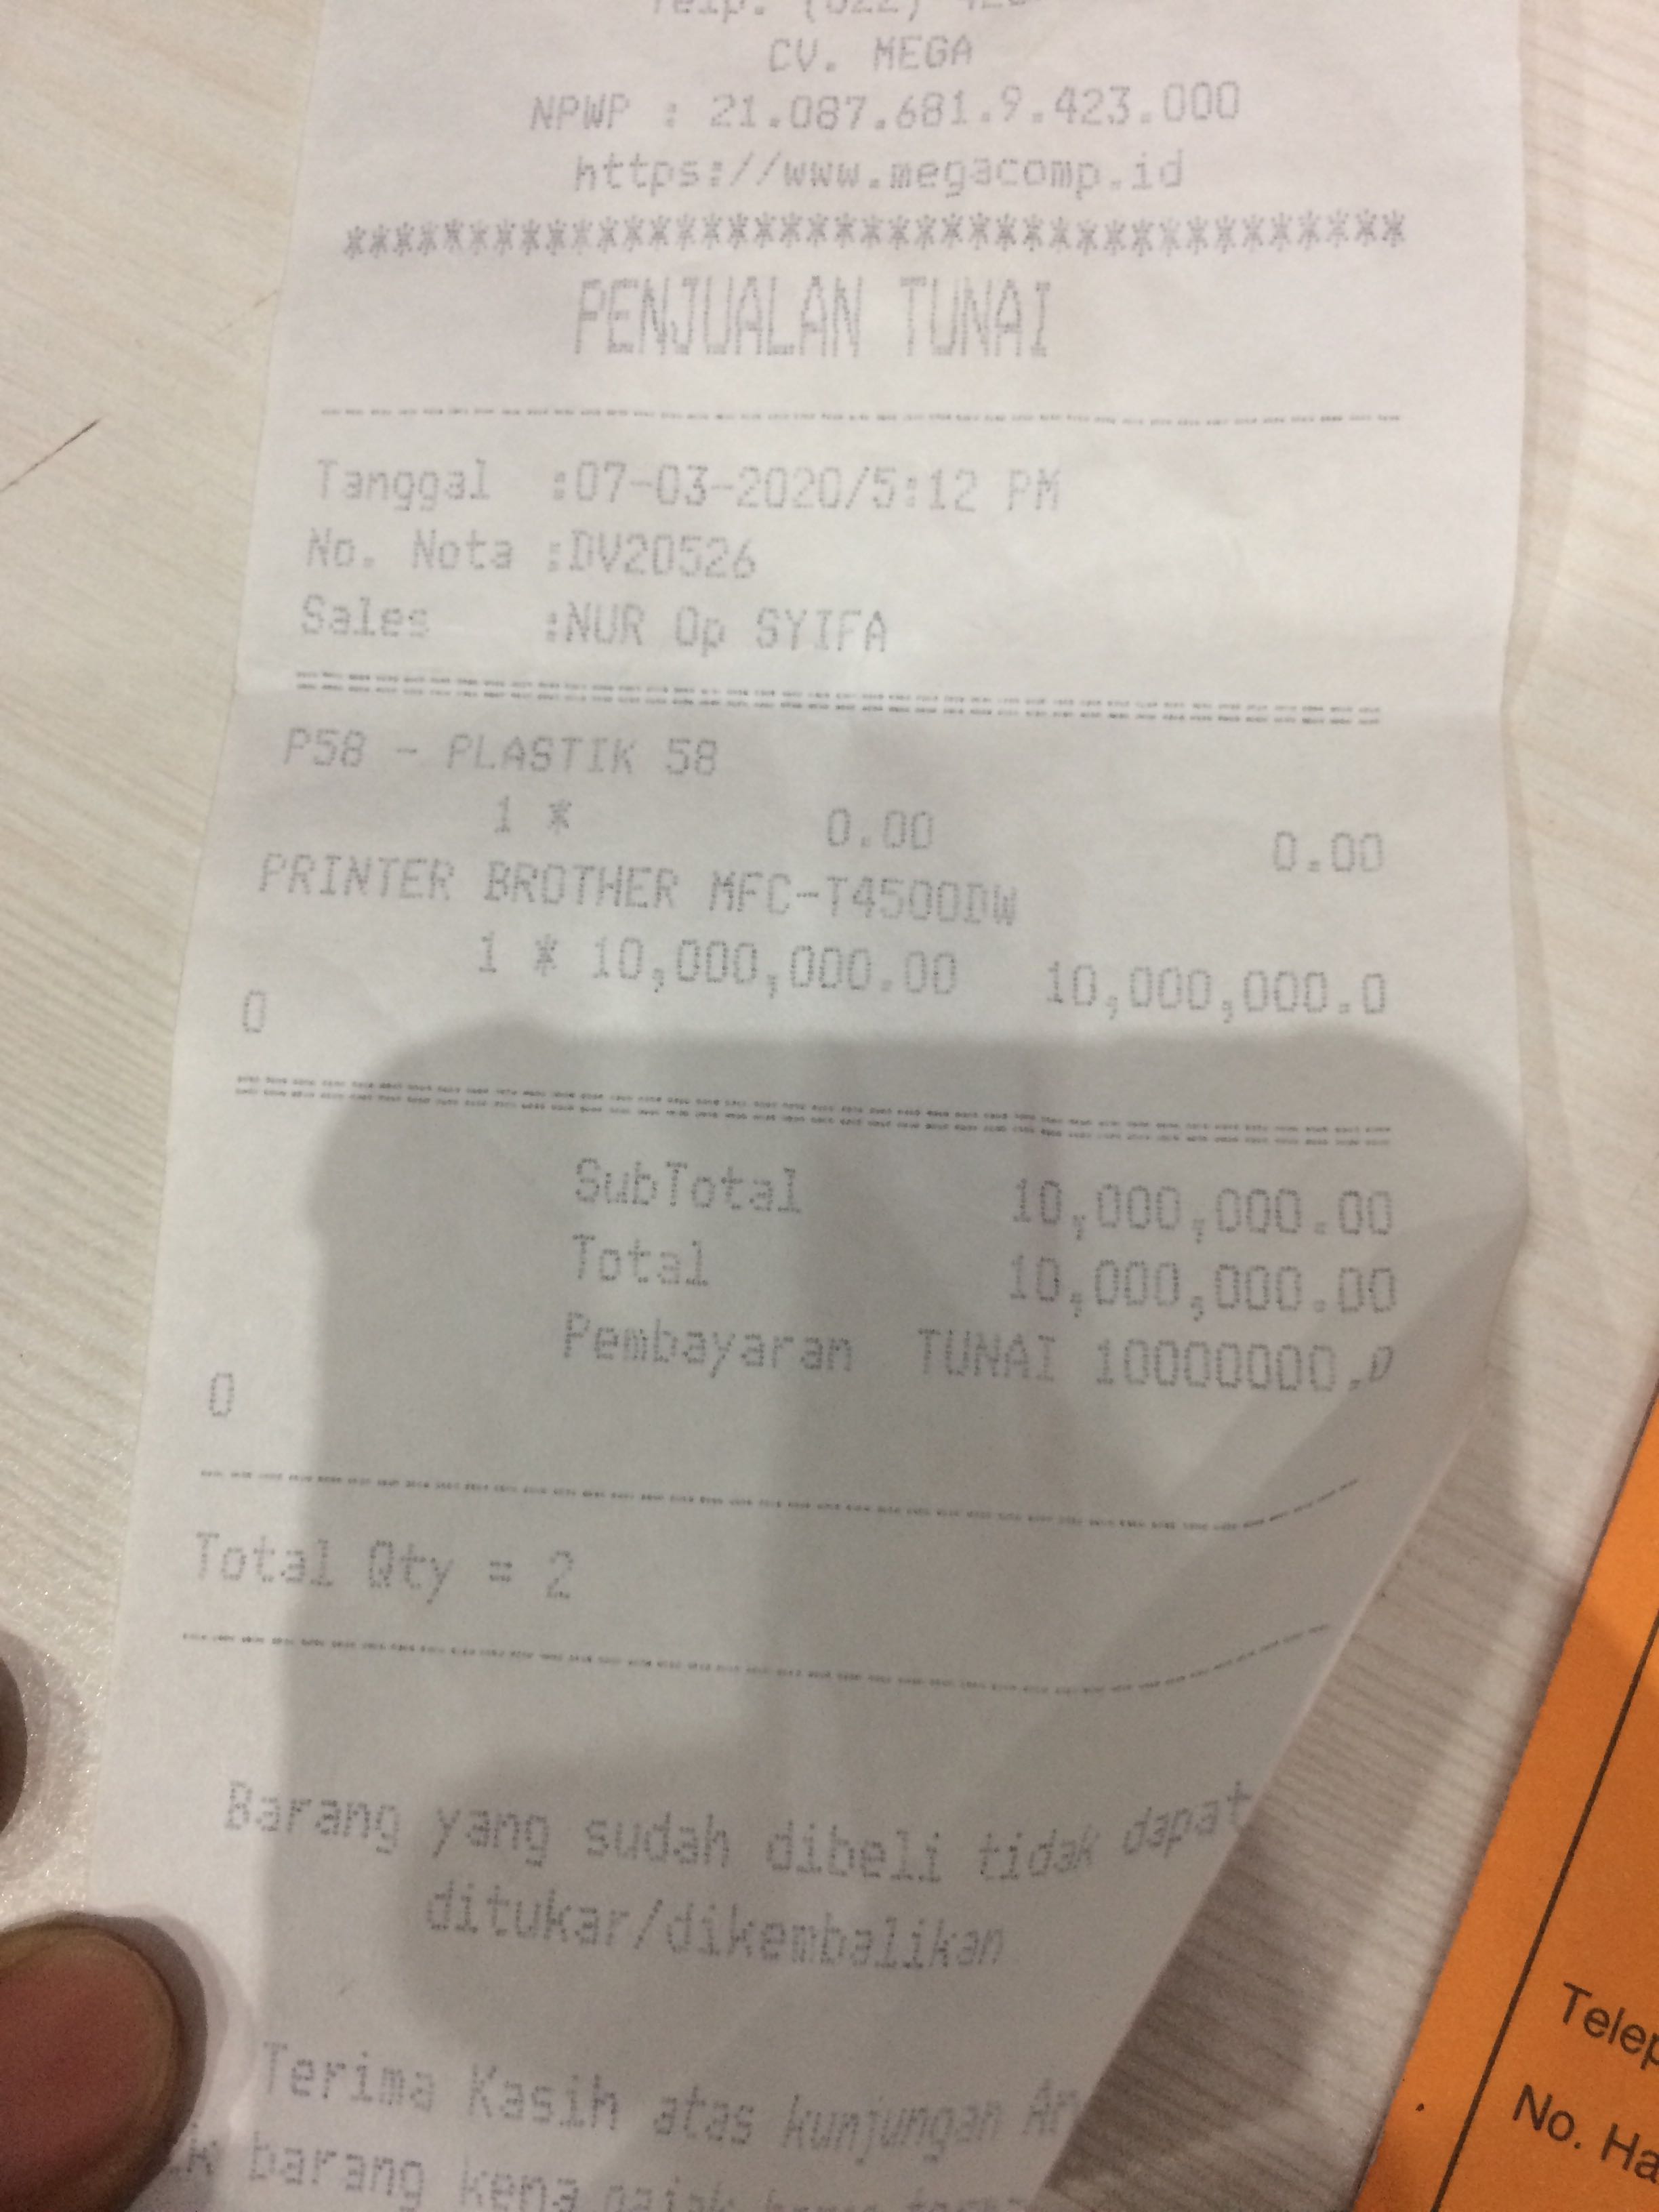 Telp. (022)
CV. MEGA
NPWP : 21.087.681.9.423.000
https://www.megacomp.id
****************************************
PENJUALAN TUNAI
Tanggal :07-03-2020/5:12 PM
No. Nota :DV20526
Sales :NUR Op SYIFA
P58 - PLASTIK 58
1 * 0.00 0.00
PRINTER BROTHER MFC-T4500DW
1 * 10,000,000.00 10,000,000.0
0
SubTotal 10,000,000.00
Total 10,000,000.00
Pembayaran TUNAI 10000000.0
0
Total Qty = 2
Barang yang sudah dibeli tidak dapat
ditukar/dikembalikan
Terima Kasih atas kunjungan An
barang kena pajak
Telep
No. Ha